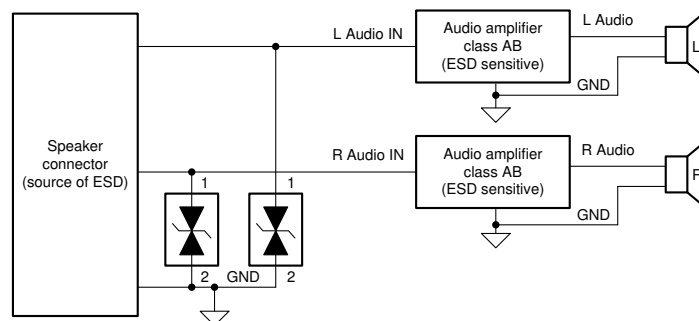 L Audio IN
Audio amplifier
class AB
(ESD sensitive)
L Audio
L
GND
Speaker
connector
(source of ESD)
R Audio IN
Audio amplifier
class AB
(ESD sensitive)
R Audio
R
GND
1
1
2
GND
2